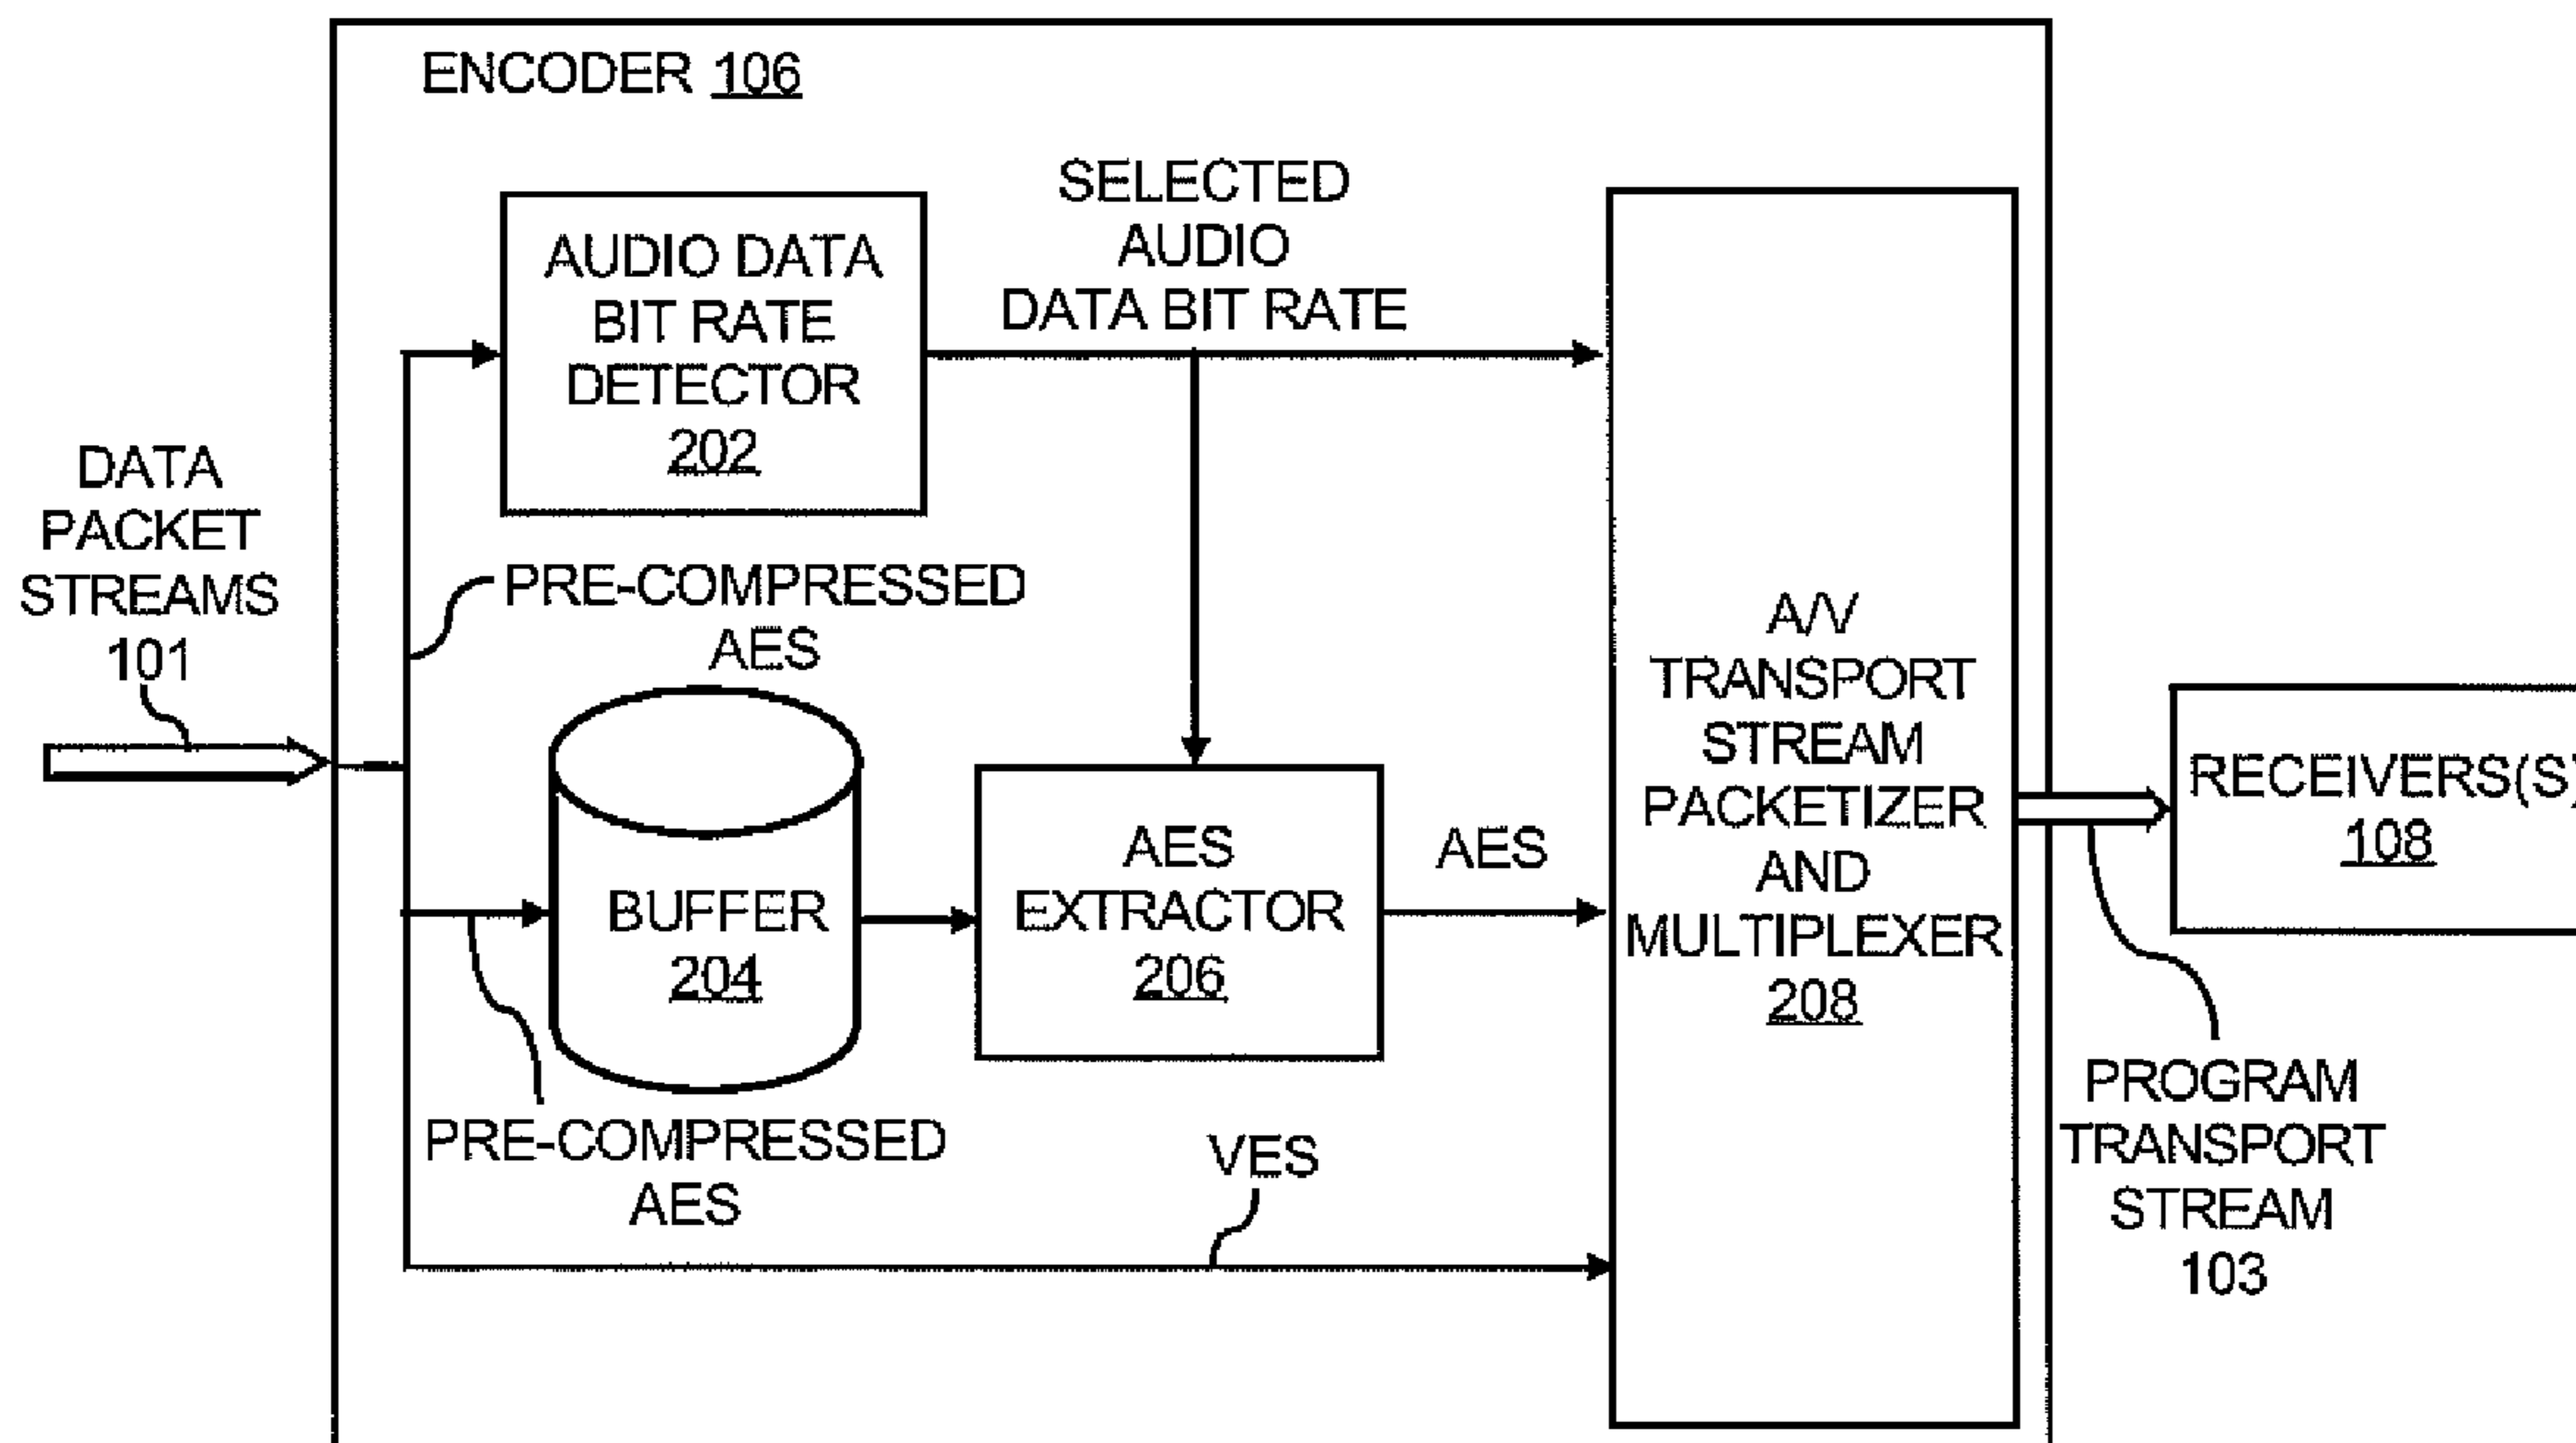 ENCODER 106
SELECTED
AUDIO
DATA BIT RATE
AUDIO DATA
BIT RATE
DETECTOR
202
DATA
PACKET
STREAMS
101
PRE-COMPRESSED
AES
A/V
TRANSPORT
STREAM
PACKETIZER
AND
MULTIPLEXER
208
RECEIVERS(S)
108
BUFFER
204
AES
EXTRACTOR
206
AES
PRE-COMPRESSED
AES
VES
PROGRAM
TRANSPORT
STREAM
103